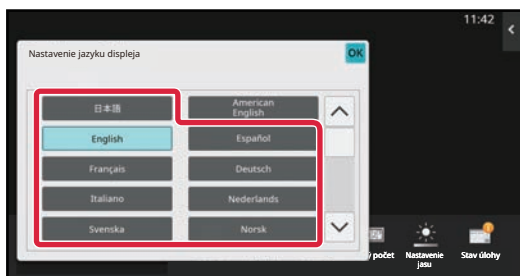 11:42
Nastavenie jazyku displeja
OK
日本語
American
English
English
Español
Français
Deutsch
Italiano
Nederlands
Svenska
Norsk
počet
Nastavenie
jasu
Stav úlohy